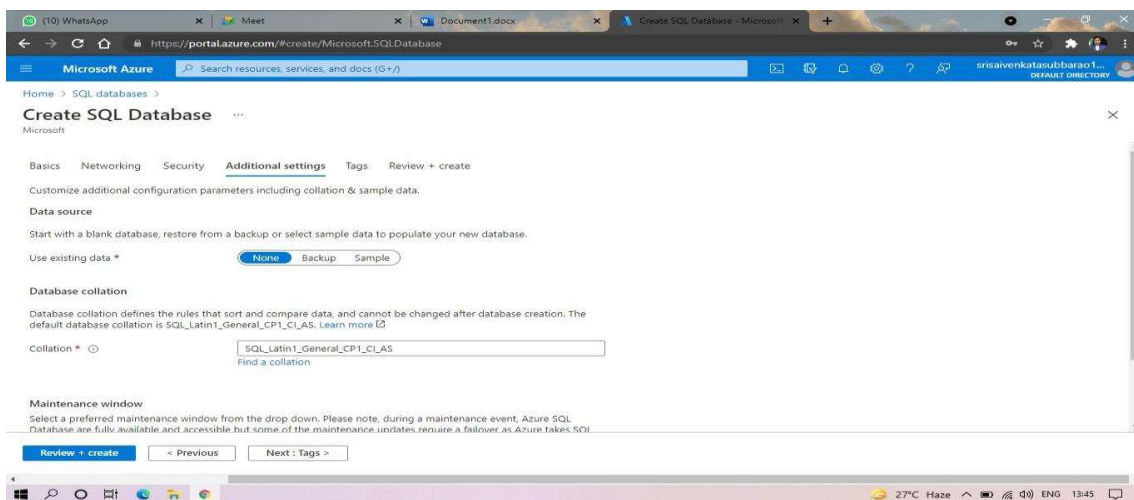 (10) WhatsApp
Meet
Document1.docx
Create SQL Database - Microsoft
https://portal.azure.com/#create/Microsoft.SQLDatabase
Microsoft Azure
Search resources, services, and docs (G+/)
srisaivenkatasubbarao1...
DEFAULT DIRECTORY
Home > SQL databases >
Create SQL Database ...
Microsoft
Basics Networking Security Additional settings Tags Review + create
Customize additional configuration parameters including collation & sample data.
Data source
Start with a blank database, restore from a backup or select sample data to populate your new database.
Use existing data * None Backup Sample
Database collation
Database collation defines the rules that sort and compare data, and cannot be changed after database creation. The
default database collation is SQL_Latin1_General_CP1_CI_AS. Learn more
Collation * SQL_Latin1_General_CP1_CI_AS
Find a collation
Maintenance window
Select a preferred maintenance window from the drop down. Please note, during a maintenance event, Azure SQL
Database are fully available and accessible but some of the maintenance updates require a failover as Azure takes SQL
Review + create < Previous Next : Tags >
27°C Haze ENG 13:45